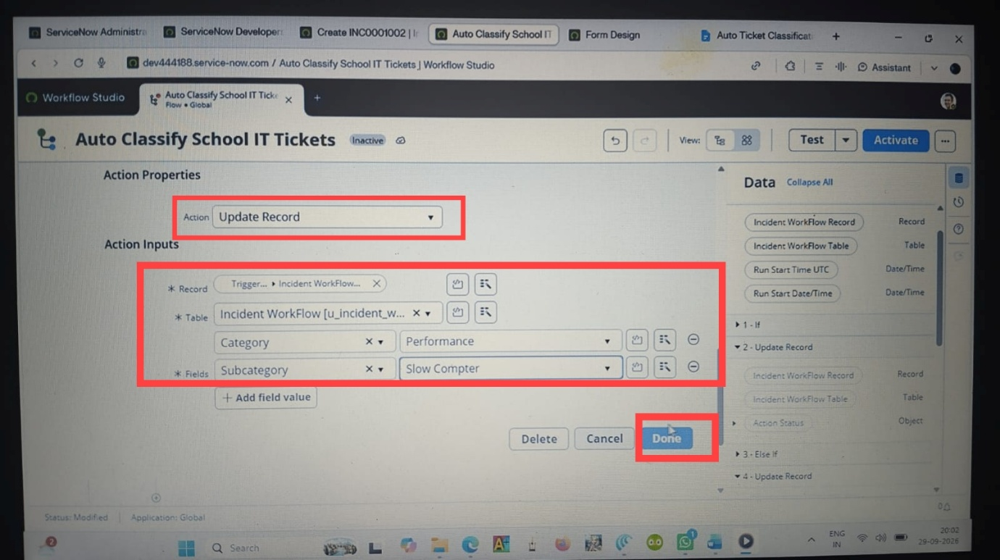 ServiceNow Administra
ServiceNow Developer:
Create INC0001002 | Ir
Auto Classify School IT
Form Design
Auto Ticket Classificat
dev444188.service-now.com / Auto Classify School IT Tickets | Workflow Studio
Assistant
Workflow Studio
Auto Classify School IT Ticke
Flow • Global
Auto Classify School IT Tickets
Inactive
View:
Test
Activate
Action Properties
Action Update Record
Action Inputs
* Record Trigger... ▸ Incident WorkFlow...
* Table Incident WorkFlow [u_incident_w...
Category Performance
* Fields Subcategory Slow Compter
+ Add field value
Delete Cancel Done
Status: Modified | Application: Global
Data Collapse All
Incident WorkFlow Record Record
Incident WorkFlow Table Table
Run Start Time UTC Date/Time
Run Start Date/Time Date/Time
1 - If
2 - Update Record
Incident WorkFlow Record Record
Incident WorkFlow Table Table
Action Status Object
3 - Else If
4 - Update Record
0
2
Search
1
ENG
IN
20:02
29-09-2026